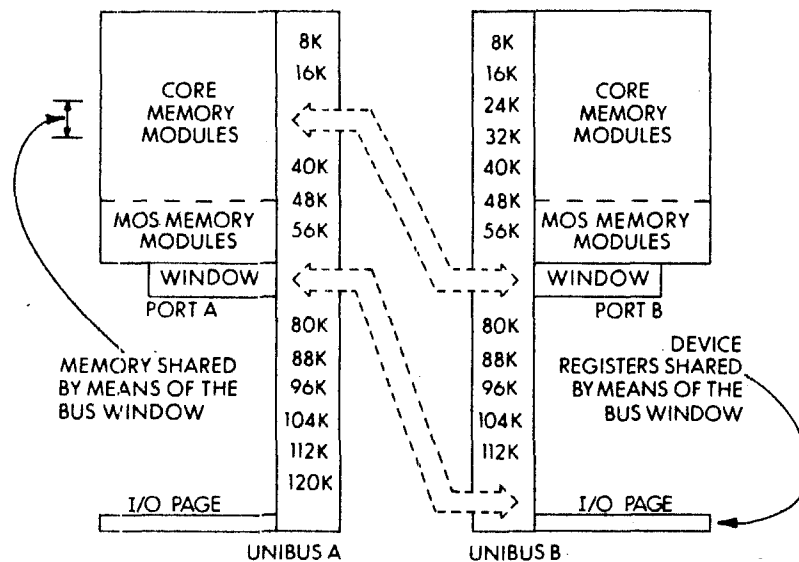 8K
16K
CORE
MEMORY
MODULES
40K
48K
MOS MEMORY
MODULES
56K
WINDOW
PORT A
80K
MEMORY SHARED
BY MEANS OF THE
BUS WINDOW
88K
96K
104K
112K
120K
I/O PAGE
UNIBUS A
8K
16K
24K
32K
40K
48K
56K
CORE
MEMORY
MODULES
MOS MEMORY
MODULES
WINDOW
PORT B
80K
88K
96K
104K
112K
DEVICE
REGISTERS SHARED
BY MEANS OF THE
BUS WINDOW
I/O PAGE
UNIBUS B